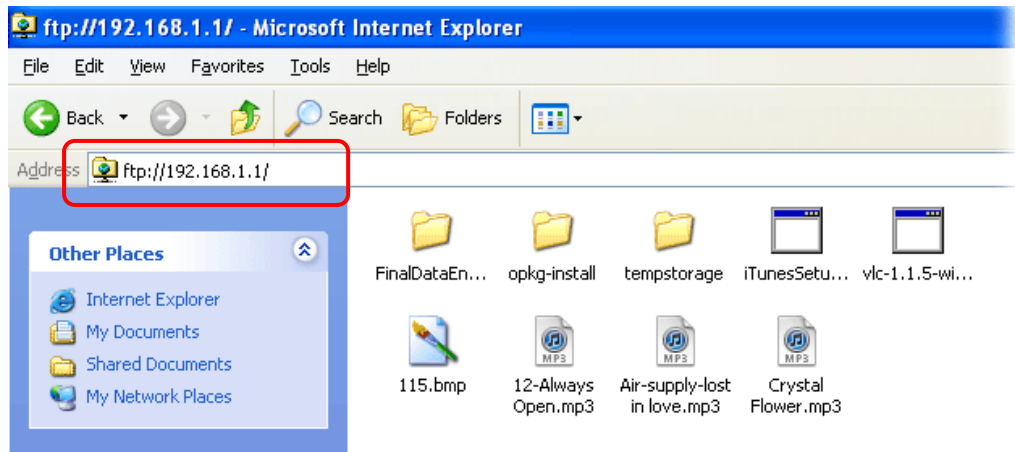 ftp://192.168.1.1/ - Microsoft Internet Explorer
File Edit View Favorites Tools Help
Back Search Folders
Address ftp://192.168.1.1/
Other Places
Internet Explorer
My Documents
Shared Documents
My Network Places
FinalDataEn... opkg-install tempstorage iTunesSetu... vlc-1.1.5-wi...
MP3 MP3 MP3
115.bmp 12-Always Air-supply-lost Crystal
Open.mp3 in love.mp3 Flower.mp3